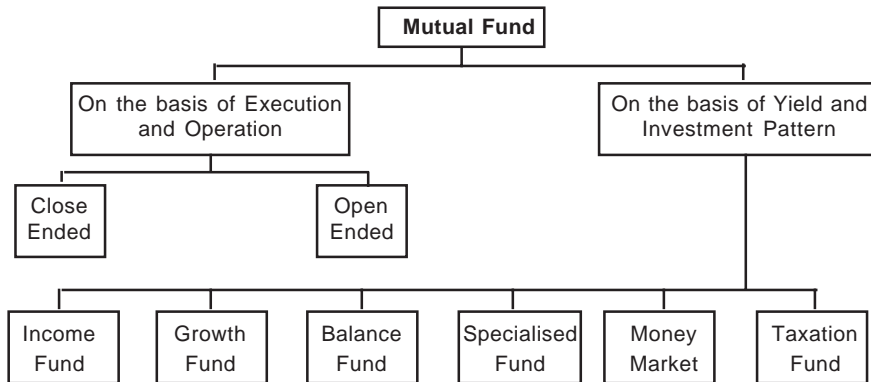 Mutual Fund
On the basis of Execution
and Operation
On the basis of Yield and
Investment Pattern
Close
Ended
Open
Ended
Income
Fund
Growth
Fund
Balance
Fund
Specialised
Fund
Money
Market
Taxation
Fund